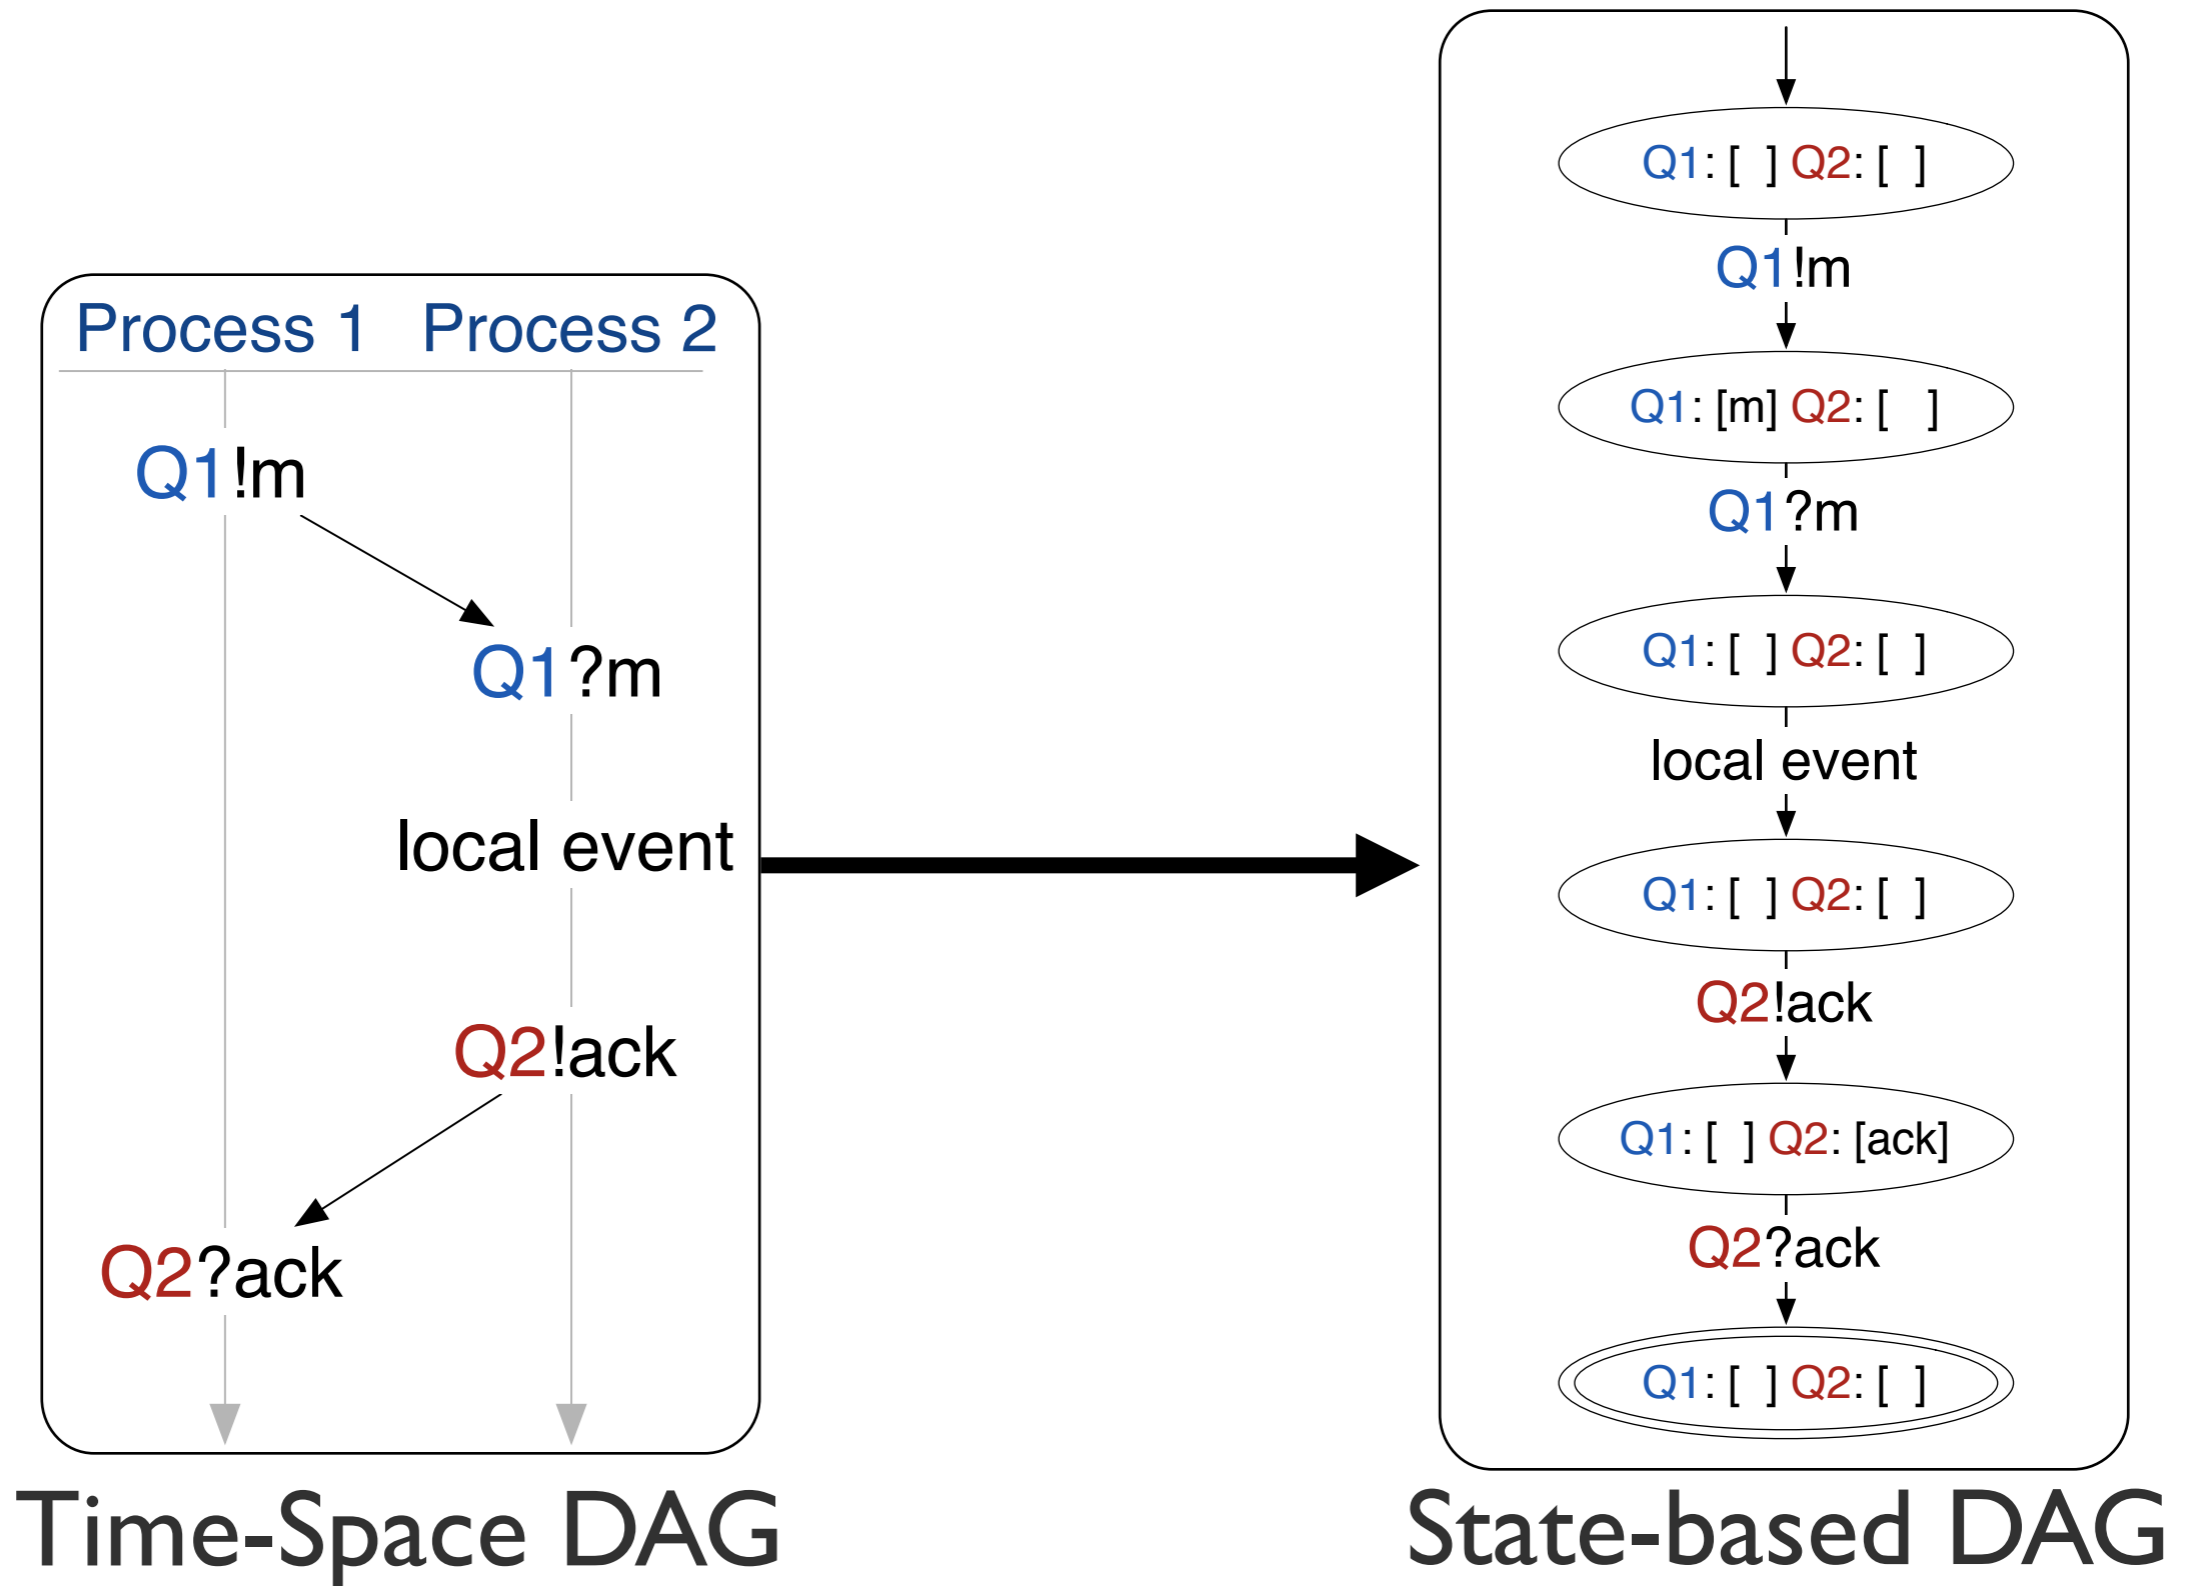 Process 1 Process 2
Q1!m
Q1?m
local event
Q2!ack
Q2?ack
Time-Space DAG
Q1: [ ] Q2: [ ]
Q1!m
Q1: [m] Q2: [ ]
Q1?m
Q1: [ ] Q2: [ ]
local event
Q1: [ ] Q2: [ ]
Q2!ack
Q1: [ ] Q2: [ack]
Q2?ack
Q1: [ ] Q2: [ ]
State-based DAG